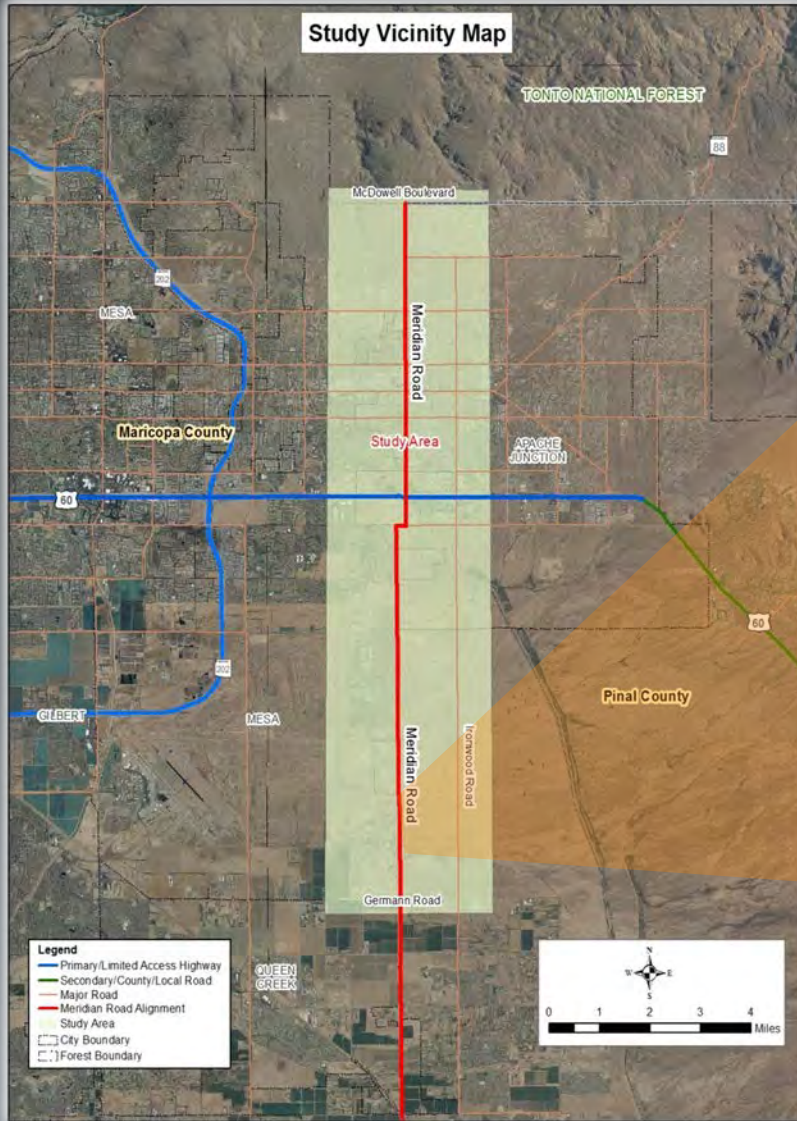 Study Vicinity Map
TONTO NATIONAL FOREST
88
McDowell Boulevard
202
MESA
Meridian Road
Maricopa County
Study Area
APACHE
JUNCTION
60
60
202
Pinal County
GILBERT
MESA
Meridian Road
Ironwood Road
Germann Road
QUEEN
CREEK
Legend
Primary/Limited Access Highway
Secondary/County/Local Road
Major Road
Meridian Road Alignment
Study Area
City Boundary
Forest Boundary
N
W E
S
0 1 2 3 4
Miles